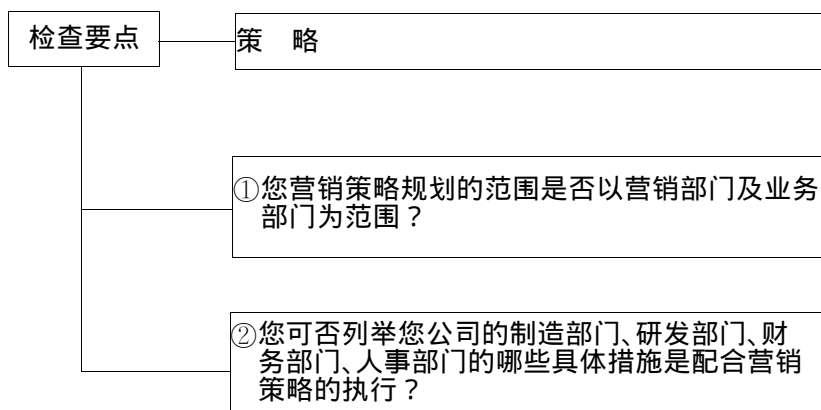 检查要点
策 略
①您营销策略规划的范围是否以营销部门及业务
部门为范围?
②您可否列举您公司的制造部门、研发部门、财
务部门、人事部门的哪些具体措施是配合营销
策略的执行?